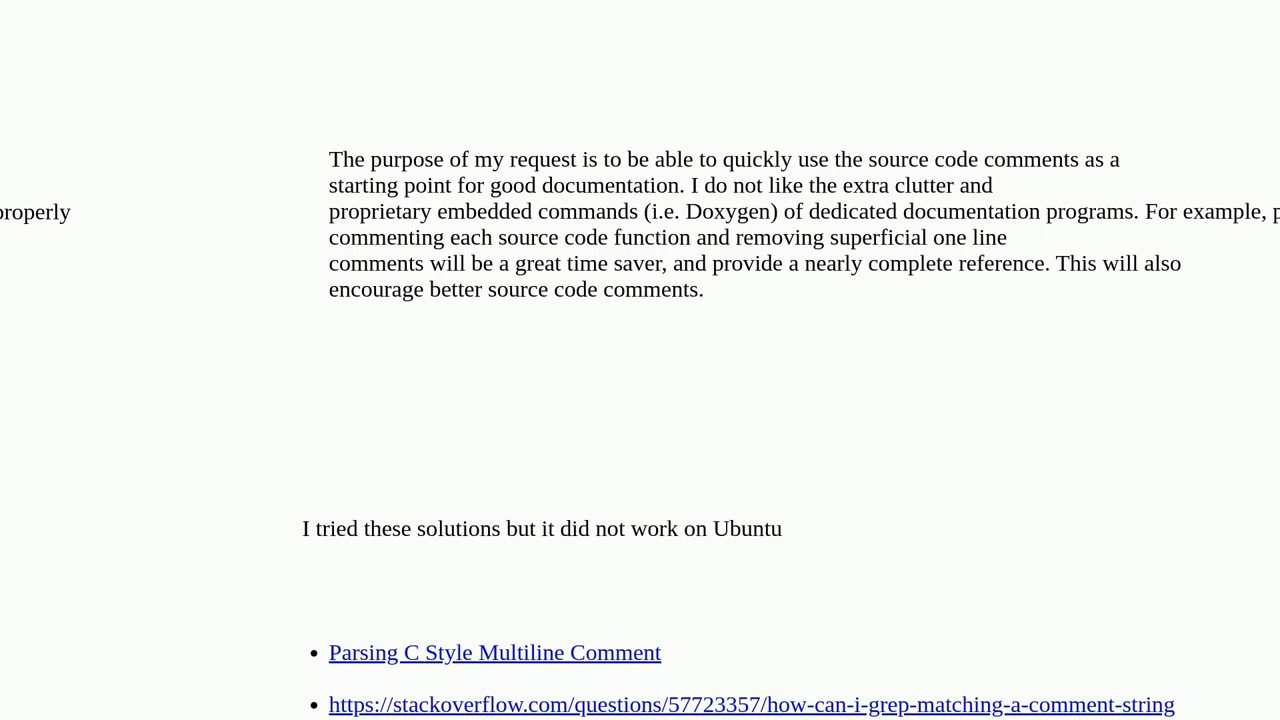 The purpose of my request is to be able to quickly use the source code comments as a
starting point for good documentation. I do not like the extra clutter and
properly
proprietary embedded commands (i.e. Doxygen) of dedicated documentation programs. For example,
commenting each source code function and removing superficial one line
comments will be a great time saver, and provide a nearly complete reference. This will also
encourage better source code comments.
I tried these solutions but it did not work on Ubuntu
• Parsing C Style Multiline Comment
• https://stackoverflow.com/questions/57723357/how-can-i-grep-matching-a-comment-string